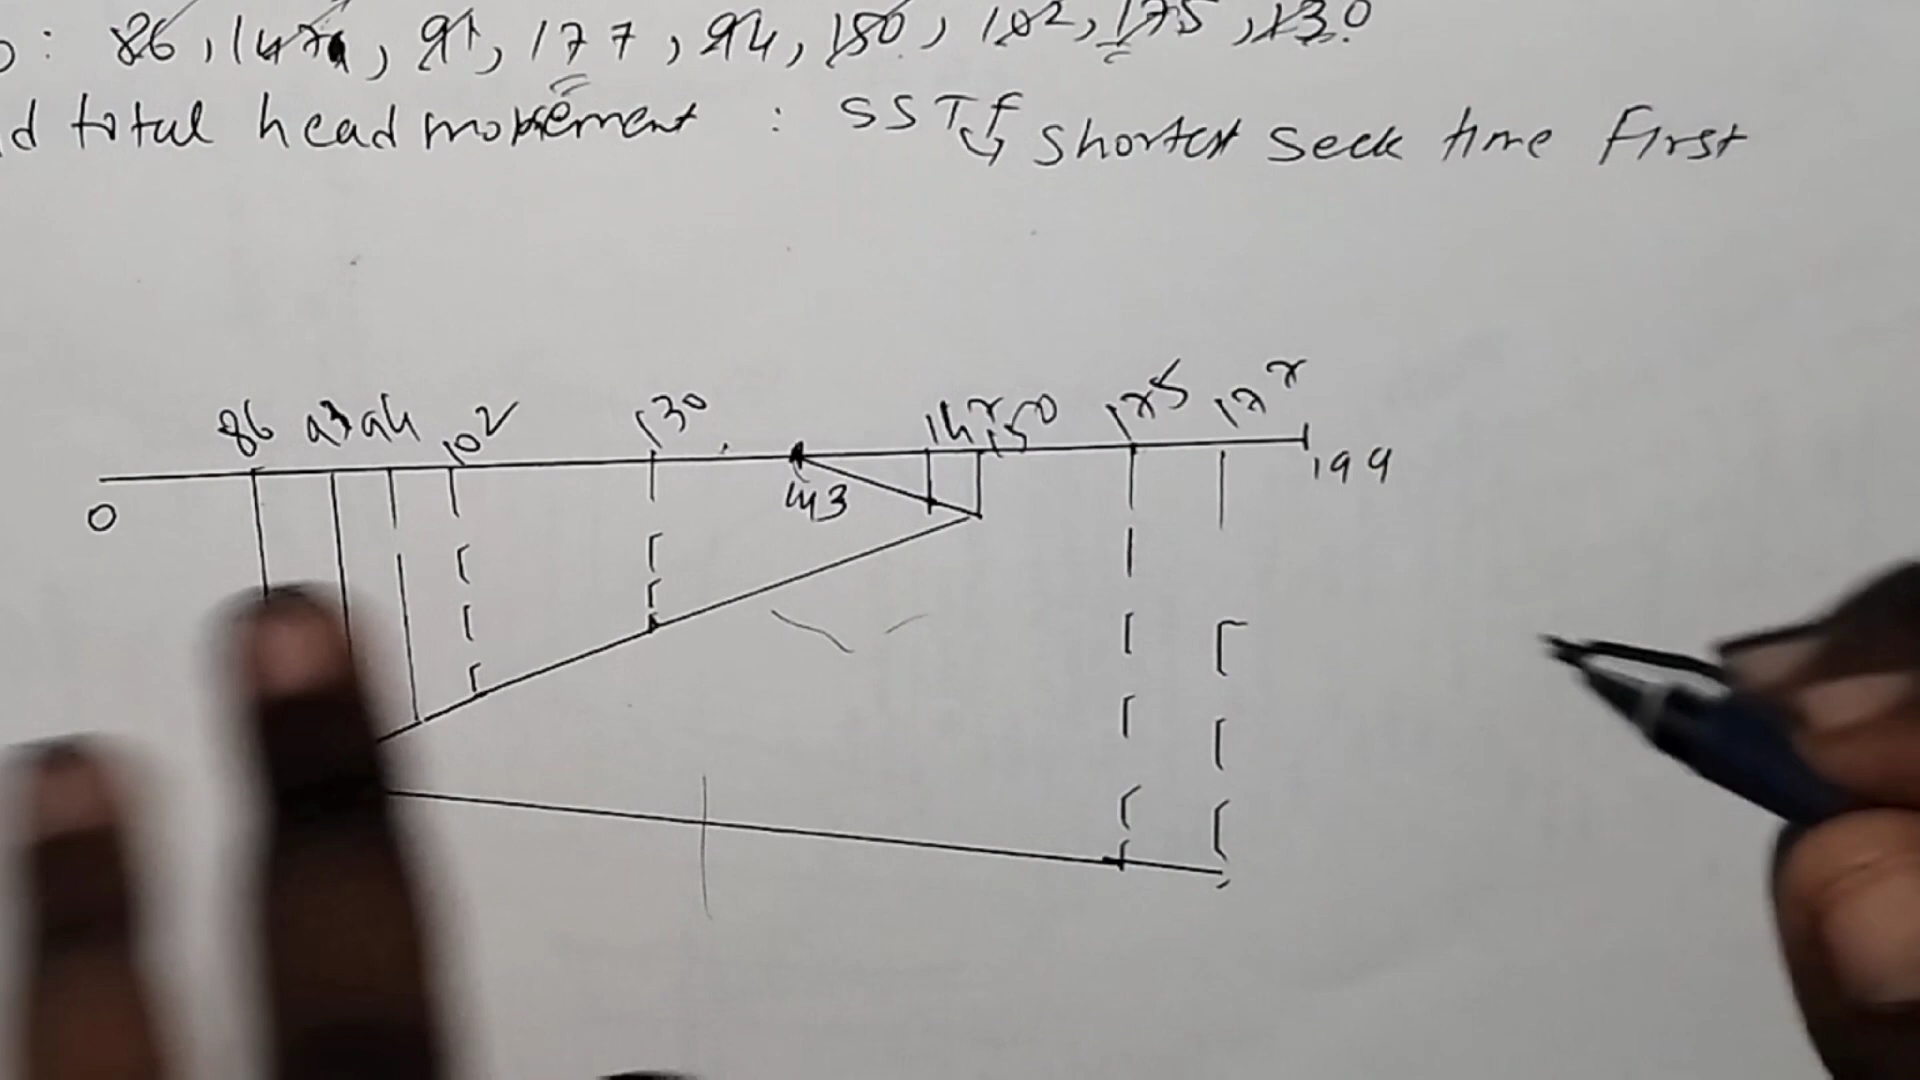 : 86, 147, 91, 177, 94, 150, 102, 175, 130
d total head movement : SSTF Shortest Seek time First
86 91 94 102 130 147 150 175 177
0 143 199